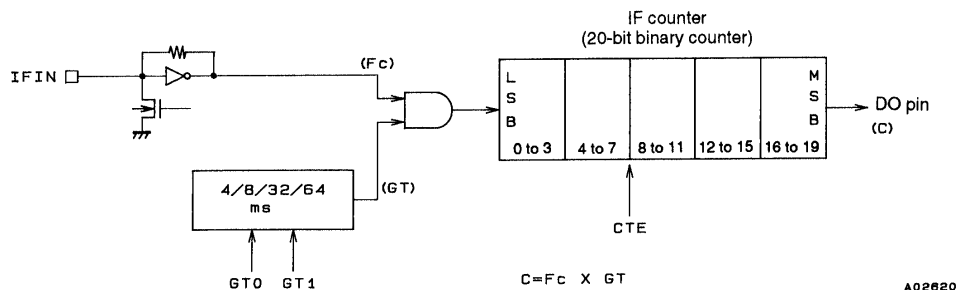 IF counter
(20-bit binary counter)
IFIN
(Fc)
L
S
B
M
S
B
DO pin
(C)
0 to 3
4 to 7
8 to 11
12 to 15
16 to 19
4/8/32/64
ms
(GT)
CTE
GT0
GT1
C=Fc X GT
A02620